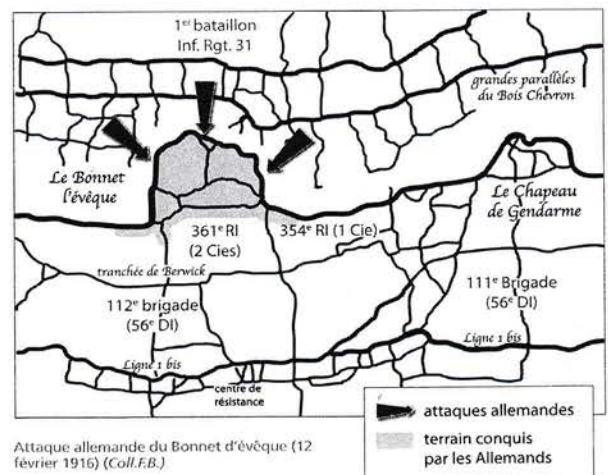 1er bataillon
Inf. Rgt. 31
grandes parallèles
du Bois Chevron
Le Bonnet
l'évêque
Le Chapeau
de Gendarme
361e RI
(2 Cies)
354e RI (1 Cie)
tranchée de Berwick
112e brigade
(56e DI)
111e Brigade
(56e DI)
Ligne 1 bis
Ligne 1 bis
centre de
résistance
attaques allemandes
terrain conquis
par les Allemands
Attaque allemande du Bonnet d'évêque (12
février 1916) (Coll.F.B.)